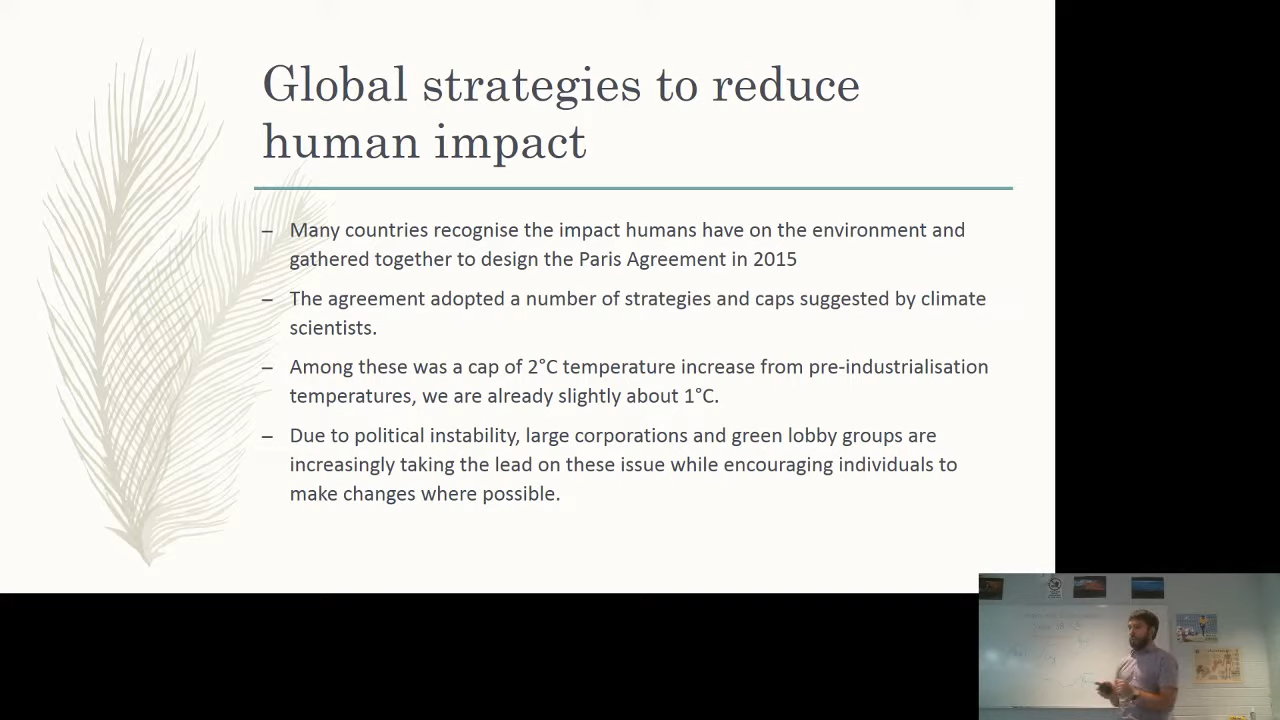 Global strategies to reduce
human impact
– Many countries recognise the impact humans have on the environment and
gathered together to design the Paris Agreement in 2015
– The agreement adopted a number of strategies and caps suggested by climate
scientists.
– Among these was a cap of 2°C temperature increase from pre-industrialisation
temperatures, we are already slightly about 1°C.
– Due to political instability, large corporations and green lobby groups are
increasingly taking the lead on these issue while encouraging individuals to
make changes where possible.